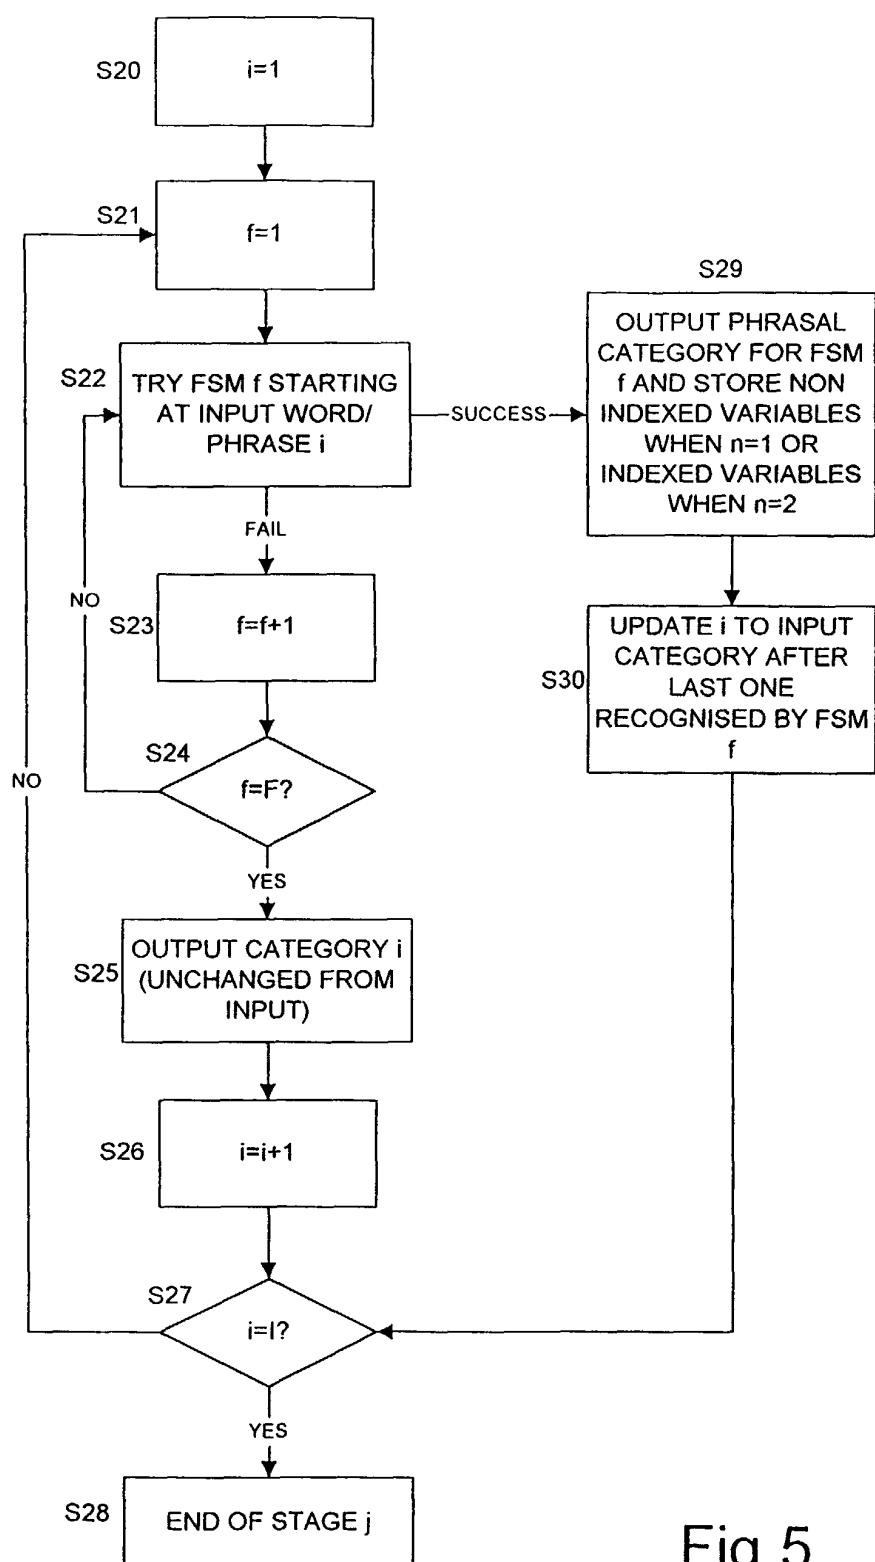 S20
i=1
S21
f=1
S22
TRY FSM f STARTING
AT INPUT WORD/
PHRASE i
SUCCESS
S29
OUTPUT PHRASAL
CATEGORY FOR FSM
f AND STORE NON
INDEXED VARIABLES
WHEN n=1 OR
INDEXED VARIABLES
WHEN n=2
FAIL
NO
S23
f=f+1
S30
UPDATE i TO INPUT
CATEGORY AFTER
LAST ONE
RECOGNISED BY FSM
f
S24
f=F?
NO
YES
S25
OUTPUT CATEGORY i
(UNCHANGED FROM
INPUT)
S26
i=i+1
S27
i=I?
YES
S28
END OF STAGE j
Fig 5